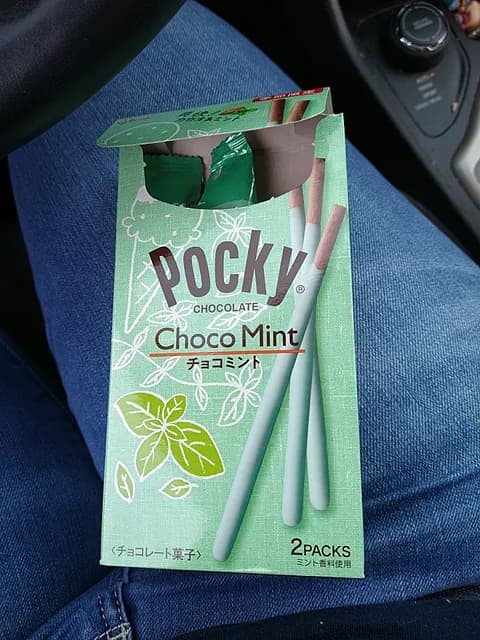 Pocky®
CHOCOLATE
Choco Mint
チョコミント
〈チョコレート菓子〉
2PACKS
ミント香料使用